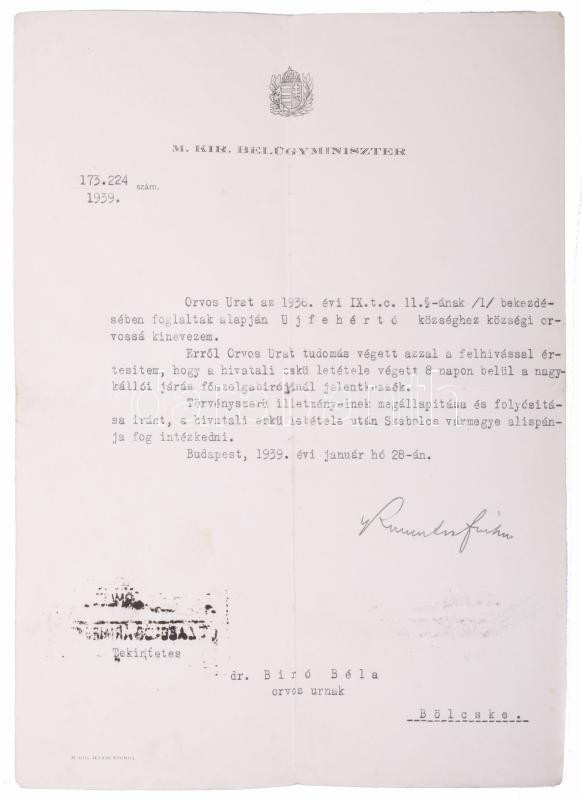 M. KIR. BELÜGYMINISZTER
173.224 szám.
1939.
Orvos Urat az 1936. évi IX.t.c. 11.§-ának /1/ bekezdé-
sében foglaltak alapján U j f e h é r t ó községhez községi or-
vossá kinevezem.
Erről Orvos Urat tudomás végett azzal a felhivással ér-
tesitem, hogy a hivatali eskü letétele végett 8 napon belül a nagy-
kállói járás főszolgabirójánál jelentkezzék.
Törvényszerü illetményeinek megállapitása és folyósitá-
sa iránt, a hivatali eskü letétele után Szabolcs vármegye alispán-
ja fog intézkedni.
Budapest, 1939. évi január hó 28-án.
Tekintetes
dr. B i r ó B é l a
orvos urnak
B ö l c s k e .